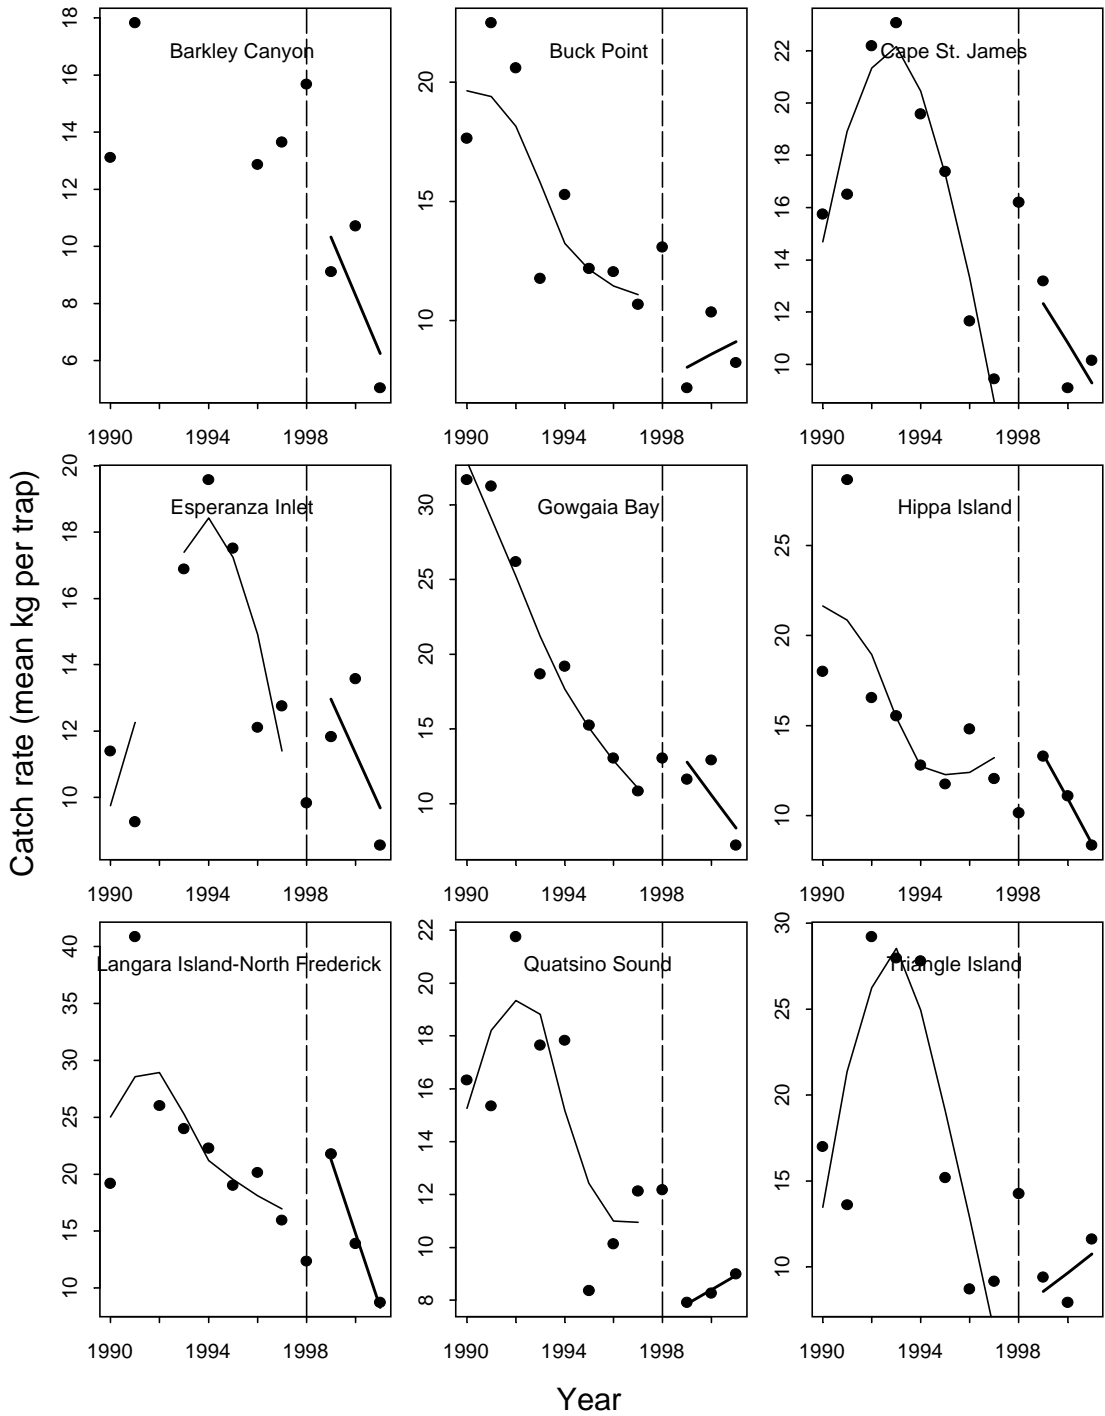 Barkley Canyon
6 8 10 12 14 16 18
1990 1994 1998
Buck Point
10 15 20
1990 1994 1998
Cape St. James
10 12 14 16 18 22
1990 1994 1998
Esperanza Inlet
10 12 14 16 18 20
1990 1994 1998
Gowgaia Bay
10 15 20 25 30
1990 1994 1998
Hippa Island
10 15 20 25
1990 1994 1998
Langara Island-North Frederick
10 15 20 25 30 35 40
1990 1994 1998
Quatsino Sound
8 10 12 14 16 18 20 22
1990 1994 1998
Triangle Island
10 15 20 25 30
1990 1994 1998
Catch rate (mean kg per trap)
Year